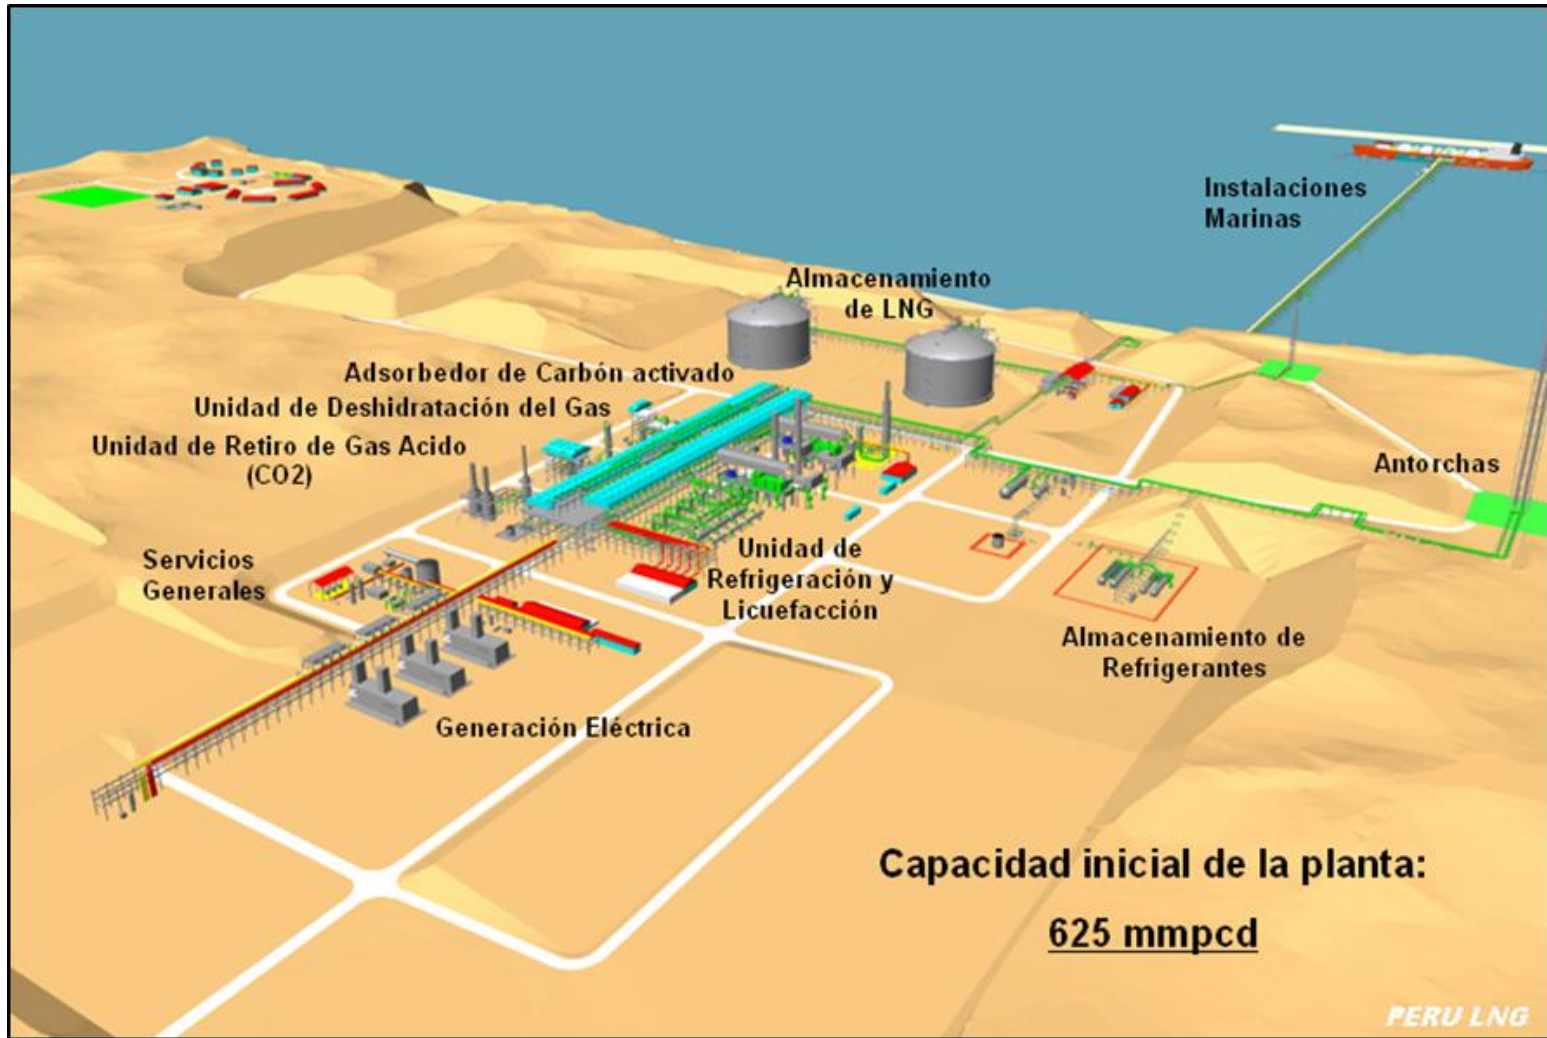 Instalaciones
Marinas
Almacenamiento
de LNG
Adsorbedor de Carbón activado
Unidad de Deshidratación del Gas
Unidad de Retiro de Gas Acido
(CO2)
Antorchas
Servicios
Generales
Unidad de
Refrigeración y
Licuefacción
Almacenamiento de
Refrigerantes
Generación Eléctrica
Capacidad inicial de la planta:
625 mmpcd
PERU LNG